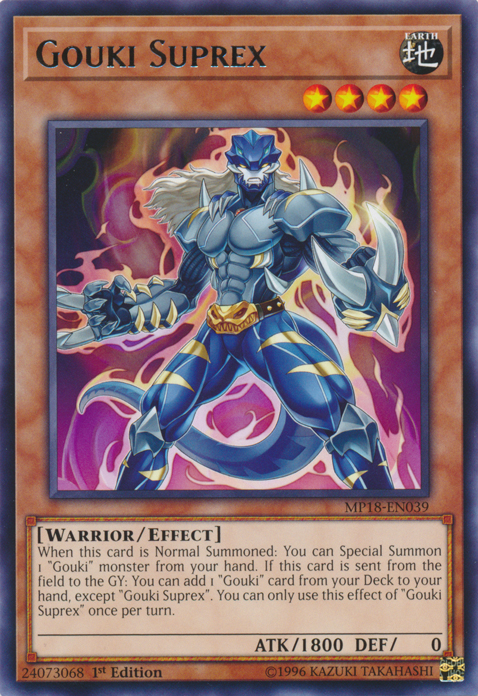 GOUKI SUPREX
EARTH
地
MP18-EN039
[WARRIOR/EFFECT]
When this card is Normal Summoned: You can Special Summon
1 "Gouki" monster from your hand. If this card is sent from the
field to the GY: You can add 1 "Gouki" card from your Deck to your
hand, except "Gouki Suprex". You can only use this effect of "Gouki
Suprex" once per turn.
ATK/1800 DEF/ 0
24073068 1st Edition ©1996 KAZUKI TAKAHASHI